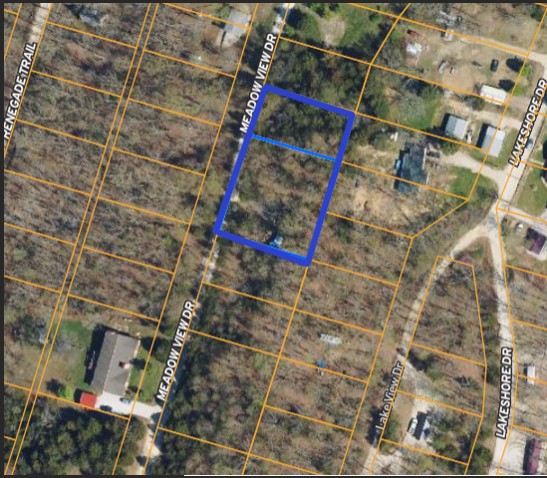 RENEGADE TRAIL
MEADOW VIEW DR
LAKESHORE DR
MEADOW VIEW DR
Lake View Dr
LAKESHORE DR